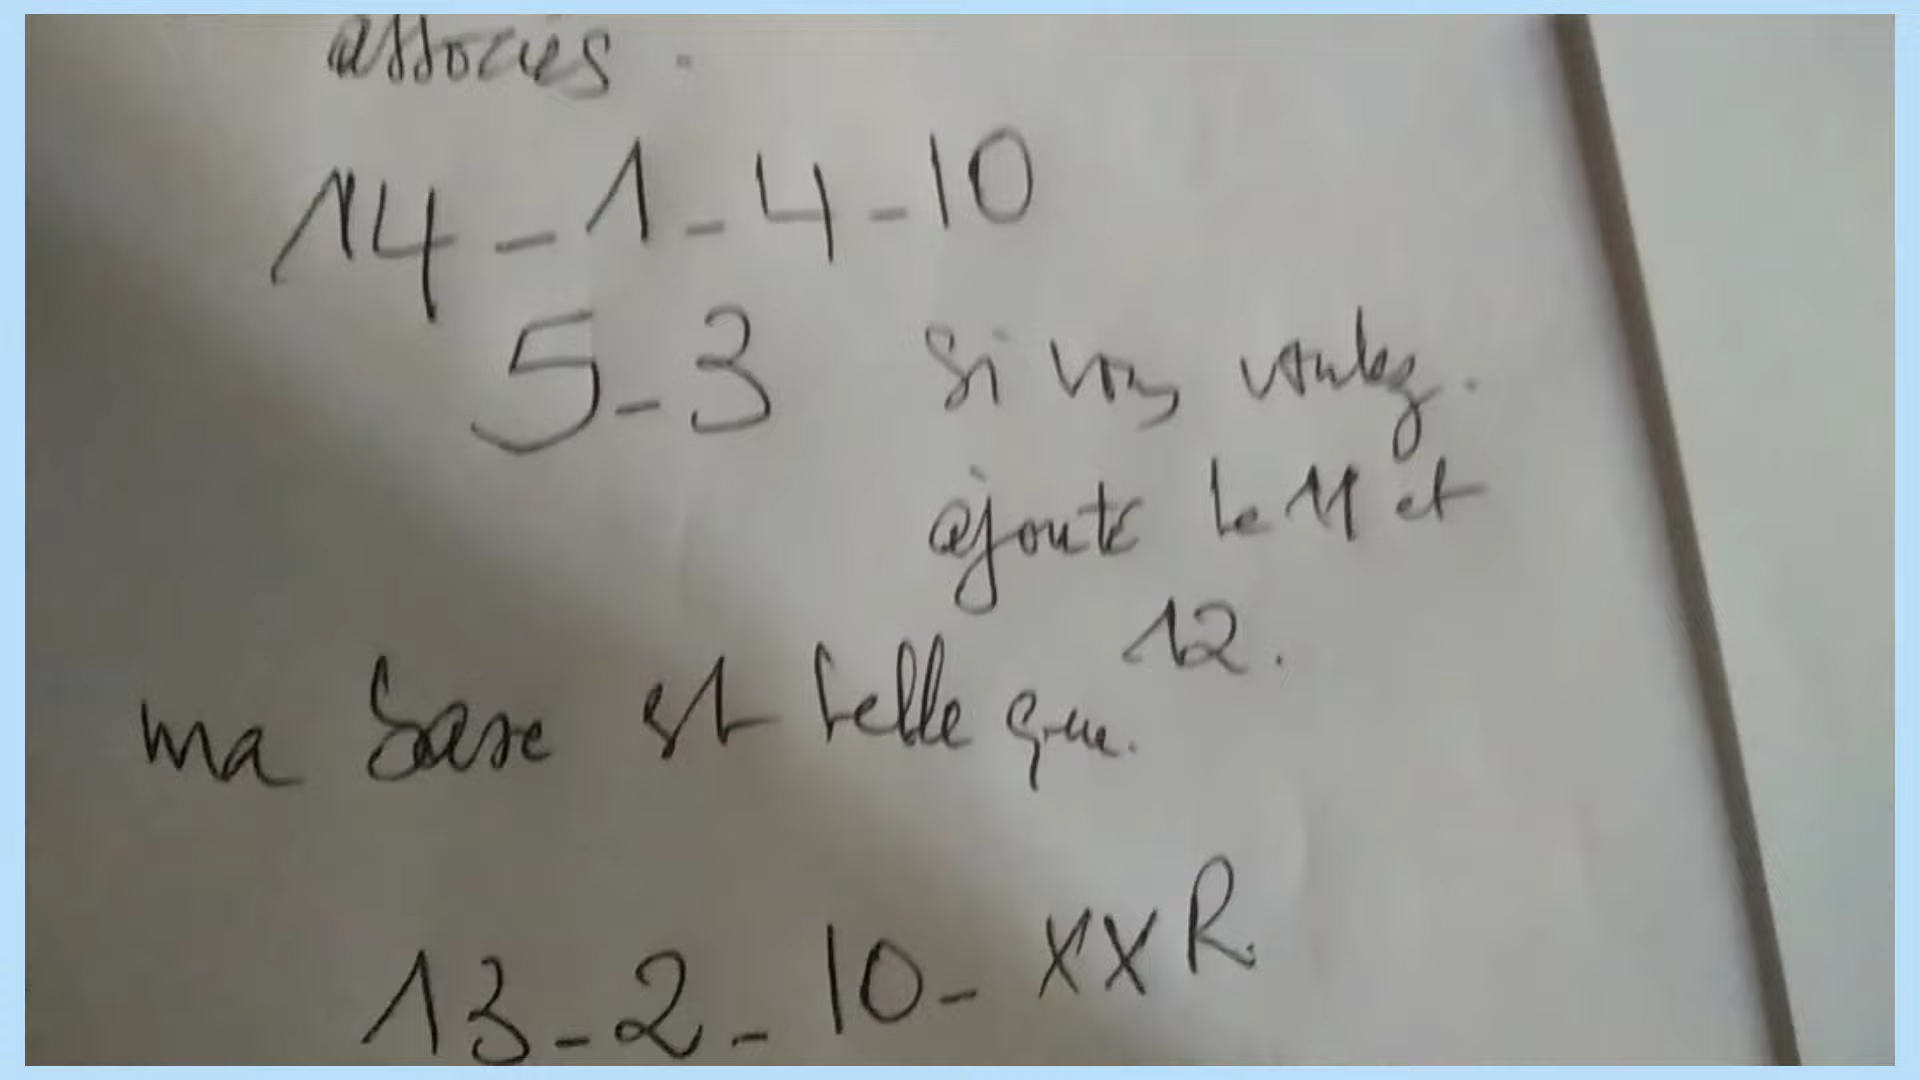 associés.
14 - 1 - 4 - 10
5 - 3 si vous voulez.
ajoute le 11 et
12.
ma base est telle que.
13 - 2 - 10 - XXR.